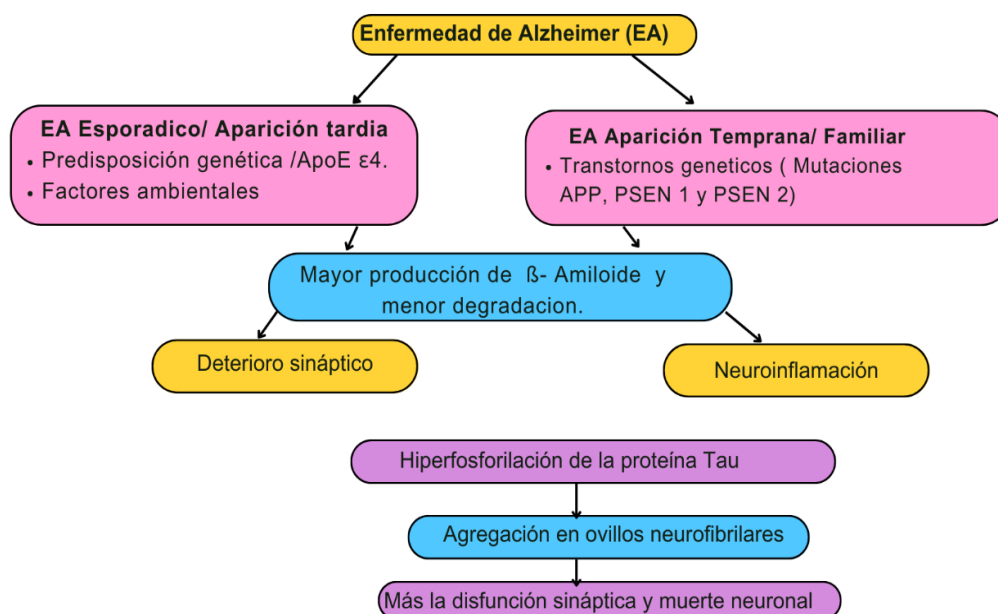 Enfermedad de Alzheimer (EA)
EA Esporadico/ Aparición tardia
• Predisposición genética /ApoE ε4.
• Factores ambientales
EA Aparición Temprana/ Familiar
• Transtornos geneticos ( Mutaciones
APP, PSEN 1 y PSEN 2)
Mayor producción de ß- Amiloide y
menor degradacion.
Deterioro sináptico
Neuroinflamación
Hiperfosforilación de la proteína Tau
Agregación en ovillos neurofibrilares
Más la disfunción sináptica y muerte neuronal